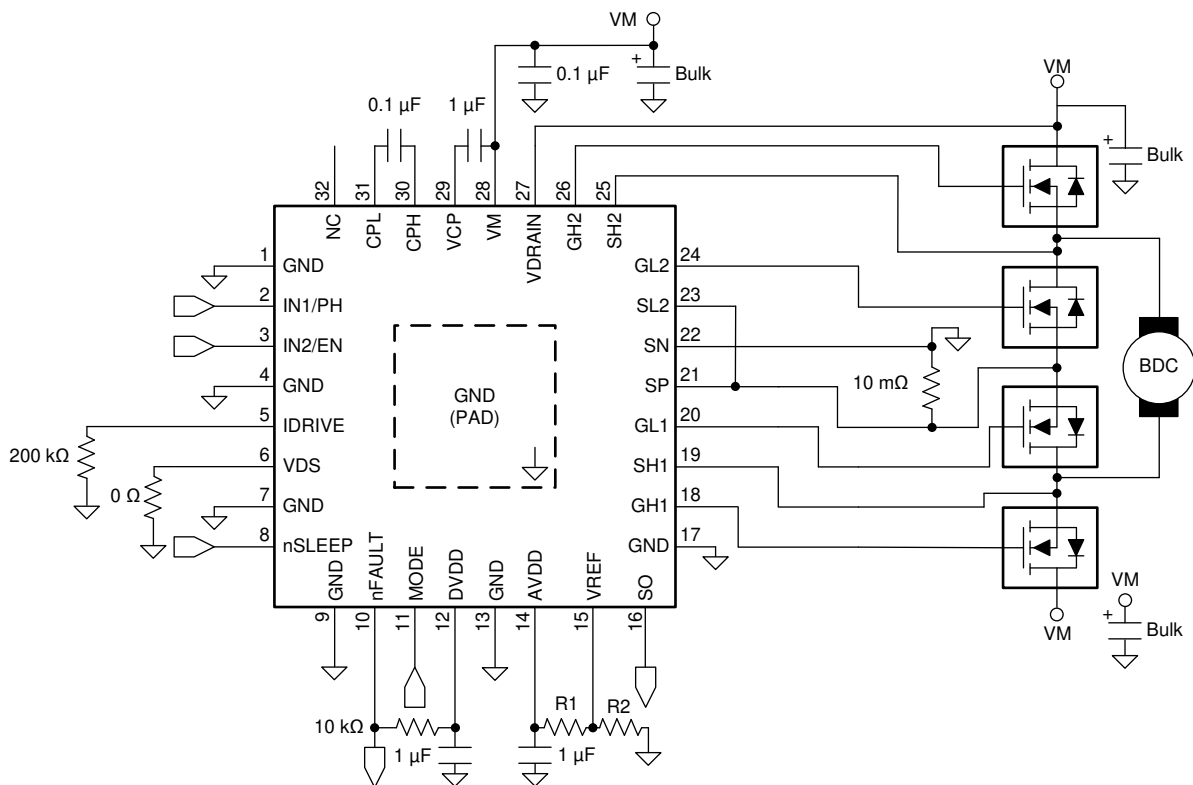 VM
0.1 µF
+ Bulk
VM
0.1 µF
1 µF
+ Bulk
32 31 30 29 28 27 26 25
NC CPL CPH VCP VM VDRAIN GH2 SH2
1 GND
2 IN1/PH
3 IN2/EN
4 GND
5 IDRIVE
6 VDS
7 GND
8 nSLEEP
200 kΩ
0 Ω
GND
(PAD)
GL2 24
SL2 23
SN 22
SP 21
GL1 20
SH1 19
GH1 18
GND 17
10 mΩ
BDC
GND nFAULT MODE DVDD GND AVDD VREF SO
9 10 11 12 13 14 15 16
VM
VM
+ Bulk
10 kΩ
1 µF
R1
R2
1 µF